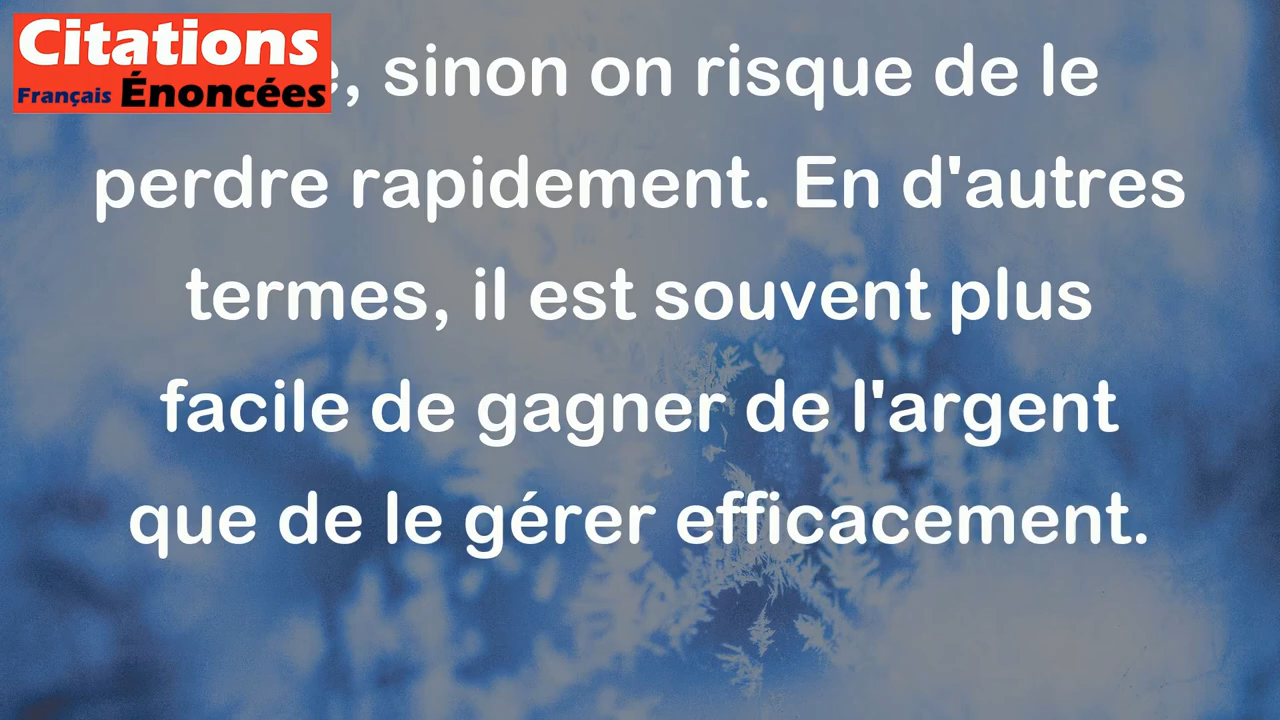 Citations
Français Énoncées
, sinon on risque de le
perdre rapidement. En d'autres
termes, il est souvent plus
facile de gagner de l'argent
que de le gérer efficacement.